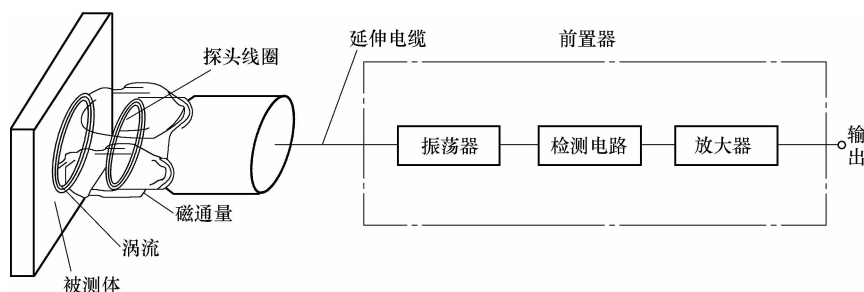 延伸电缆
前置器
探头线圈
振荡器
检测电路
放大器
输出
磁通量
涡流
被测体